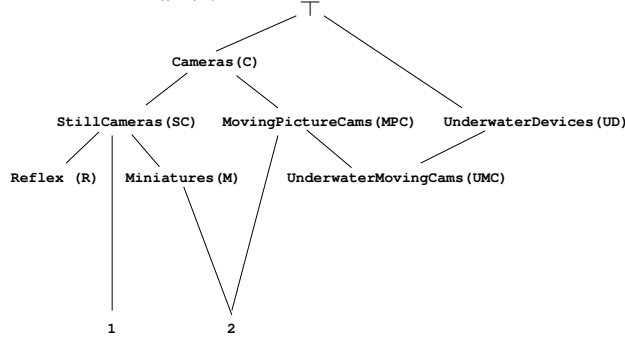 ⊤
Cameras(C)
StillCameras(SC) MovingPictureCams(MPC) UnderwaterDevices(UD)
Reflex (R) Miniatures(M) UnderwaterMovingCams(UMC)
1 2